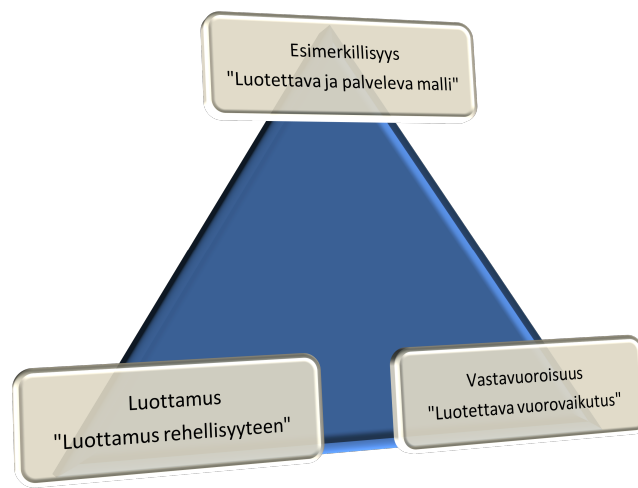 Esimerkillisyys
"Luotettava ja palveleva malli"
Luottamus
"Luottamus rehellisyyteen"
Vastavuoroisuus
"Luotettava vuorovaikutus"